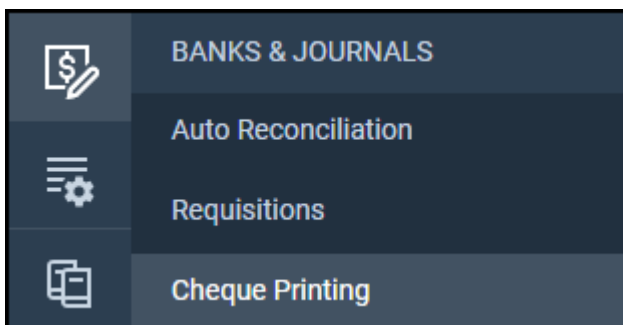 BANKS & JOURNALS
Auto Reconciliation
Requisitions
Cheque Printing